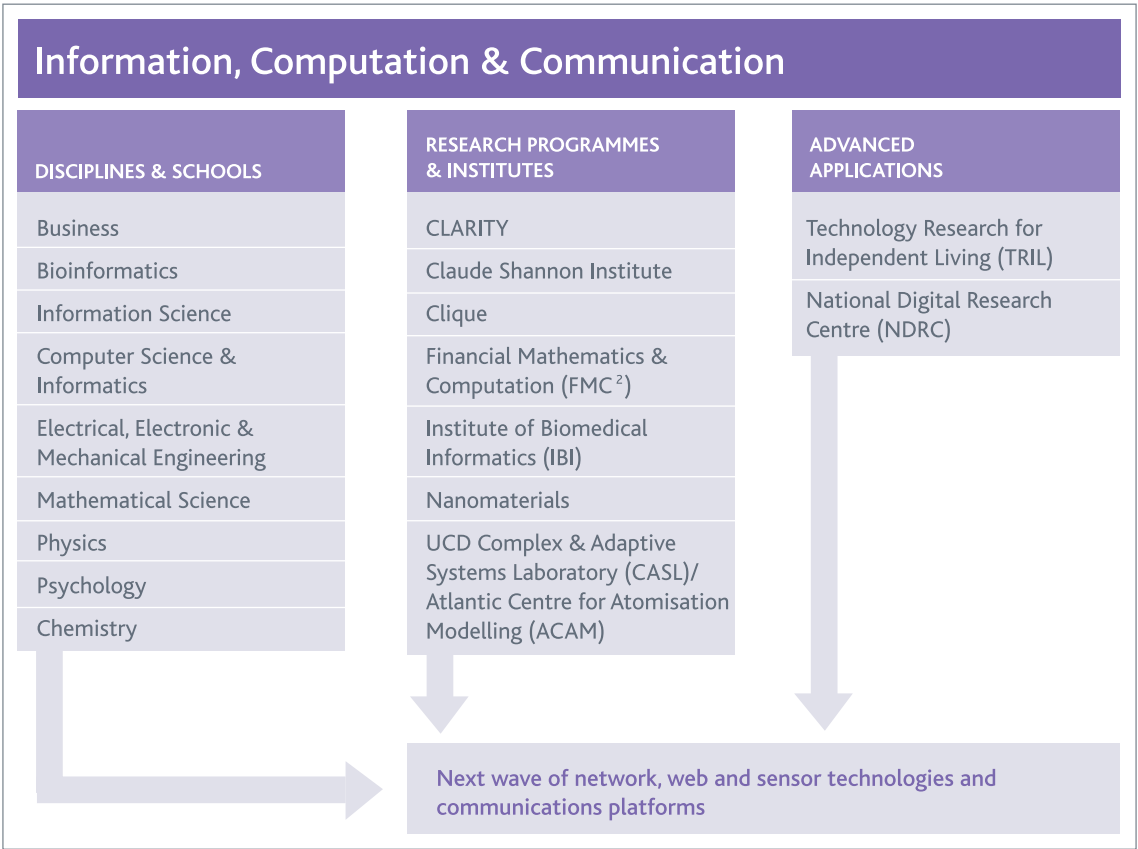 Information, Computation & Communication
DISCIPLINES & SCHOOLS
Business
Bioinformatics
Information Science
Computer Science &
Informatics
Electrical, Electronic &
Mechanical Engineering
Mathematical Science
Physics
Psychology
Chemistry
RESEARCH PROGRAMMES
& INSTITUTES
CLARITY
Claude Shannon Institute
Clique
Financial Mathematics &
Computation (FMC²)
Institute of Biomedical
Informatics (IBI)
Nanomaterials
UCD Complex & Adaptive
Systems Laboratory (CASL)/
Atlantic Centre for Atomisation
Modelling (ACAM)
ADVANCED
APPLICATIONS
Technology Research for
Independent Living (TRIL)
National Digital Research
Centre (NDRC)
Next wave of network, web and sensor technologies and
communications platforms